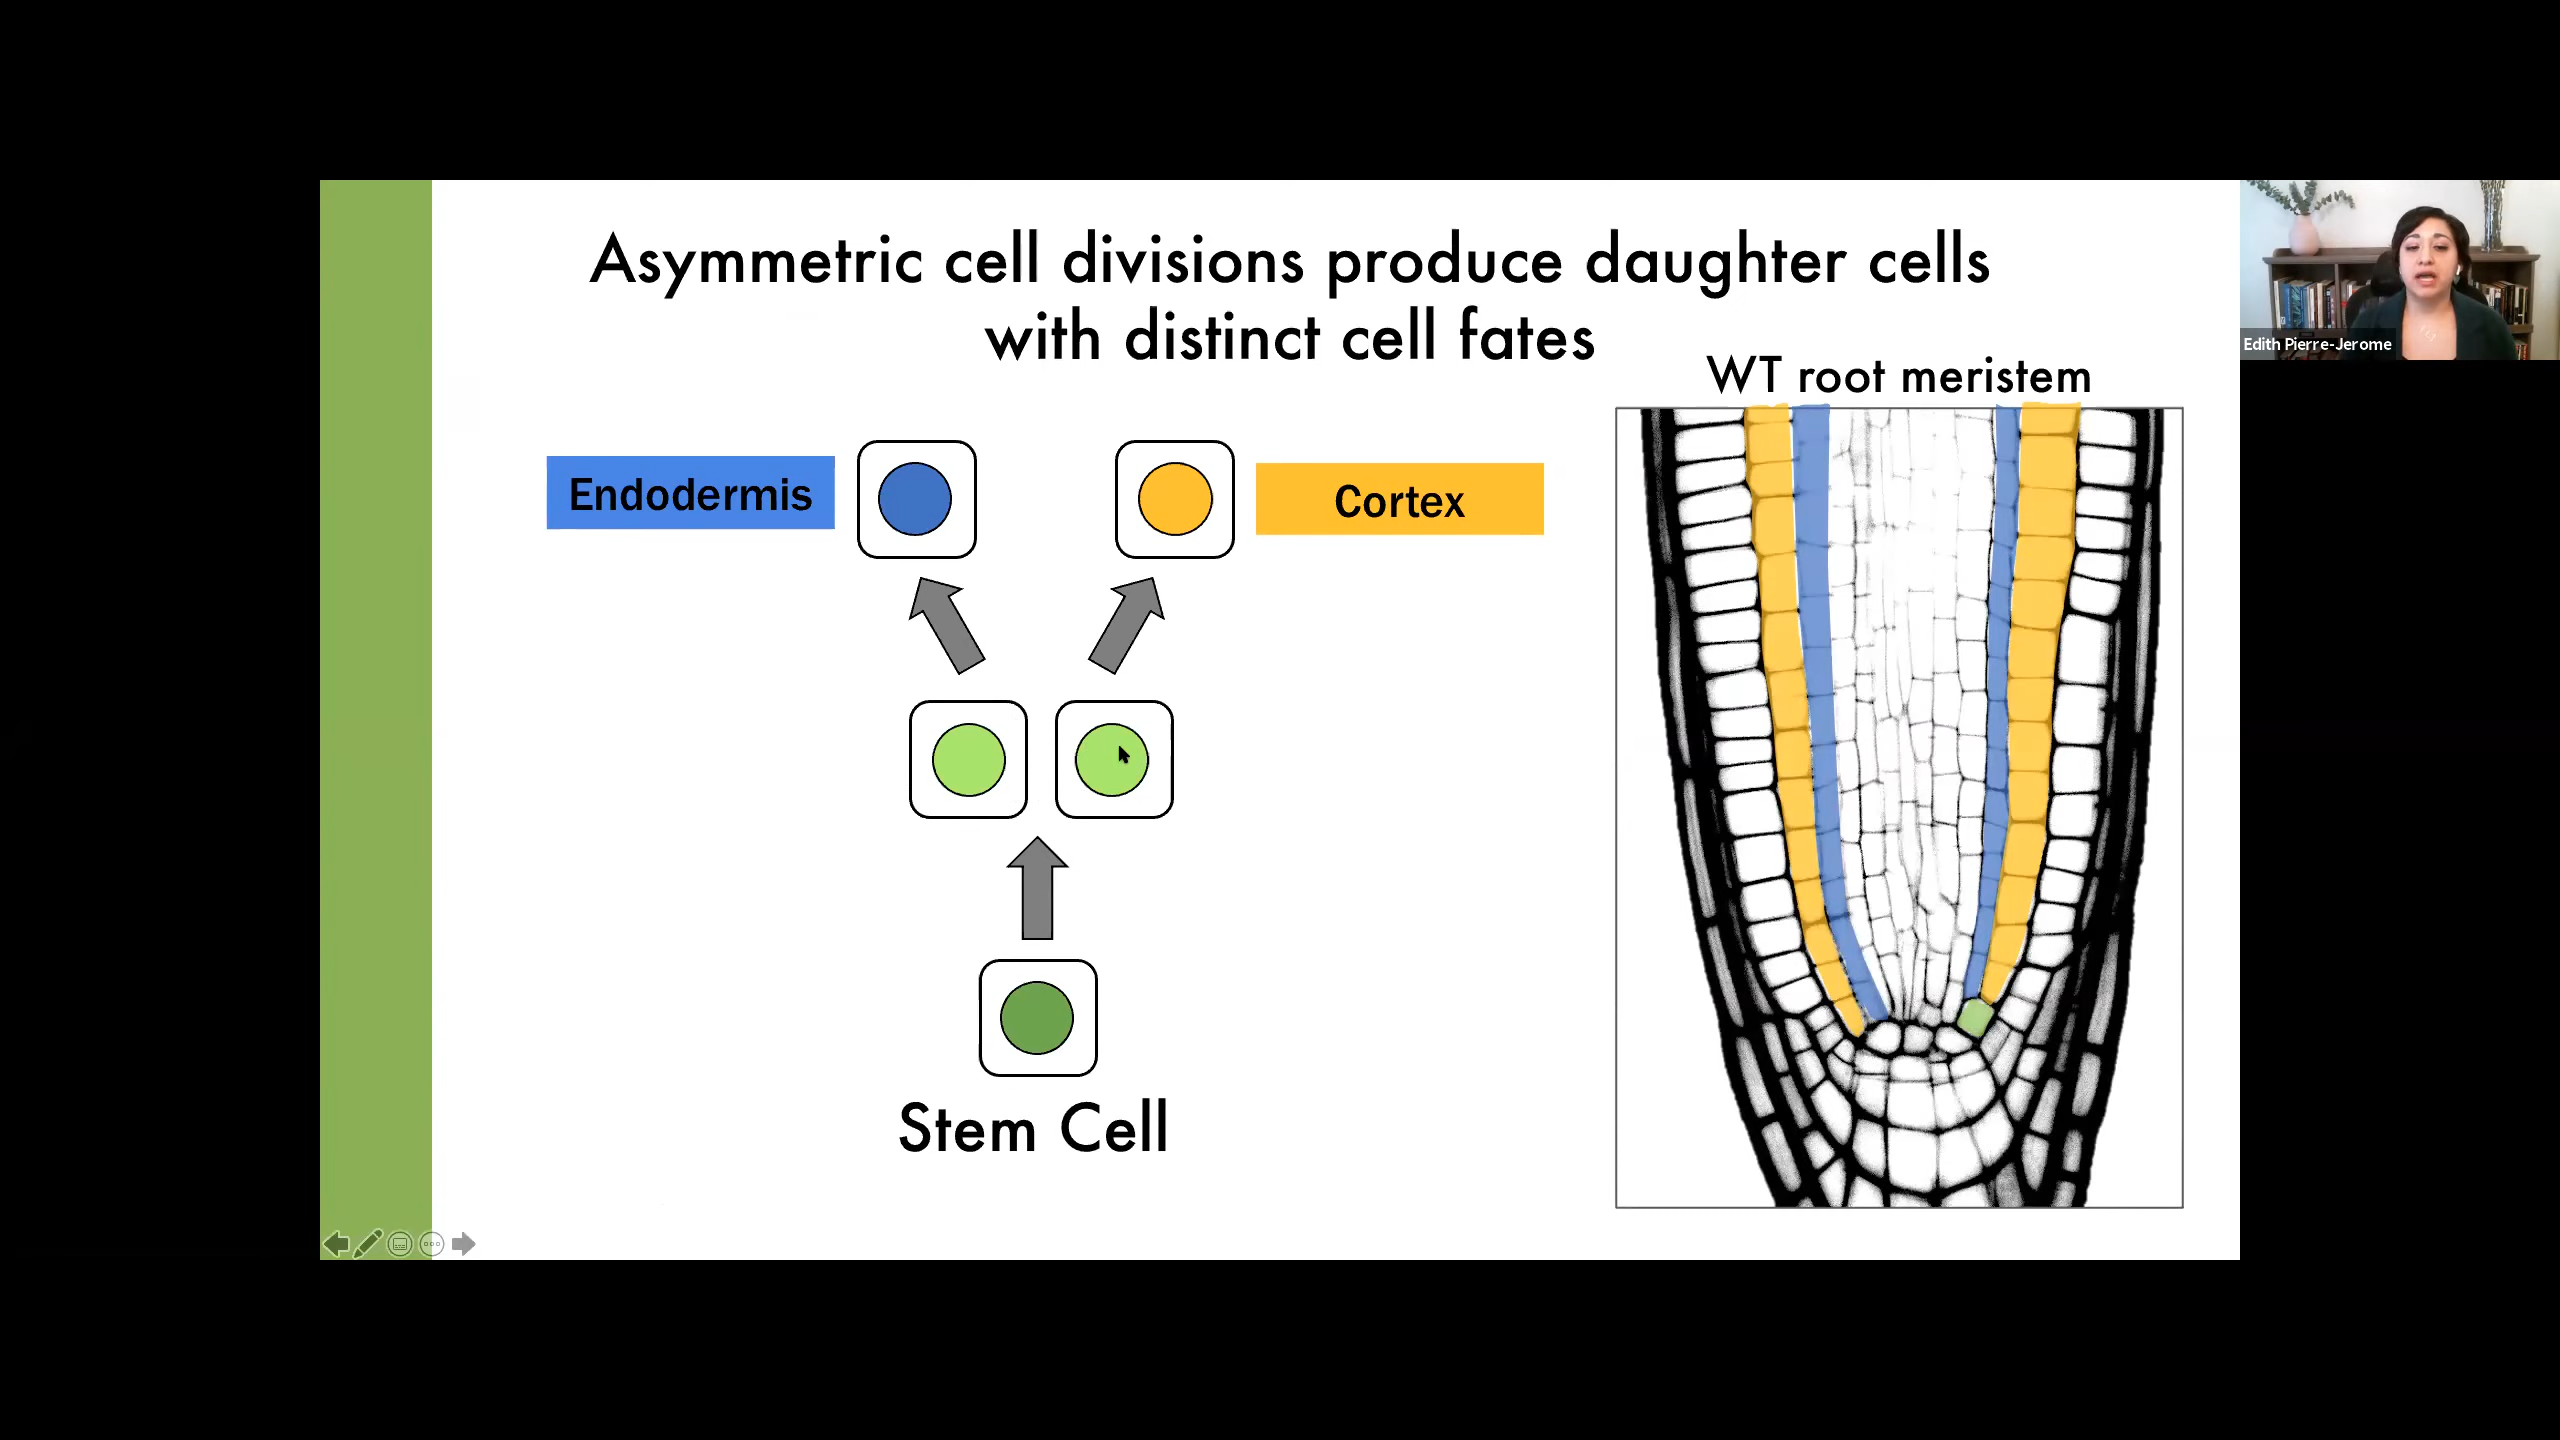 Asymmetric cell divisions produce daughter cells
with distinct cell fates
WT root meristem
Endodermis
Cortex
Stem Cell
Edith Pierre-Jerome